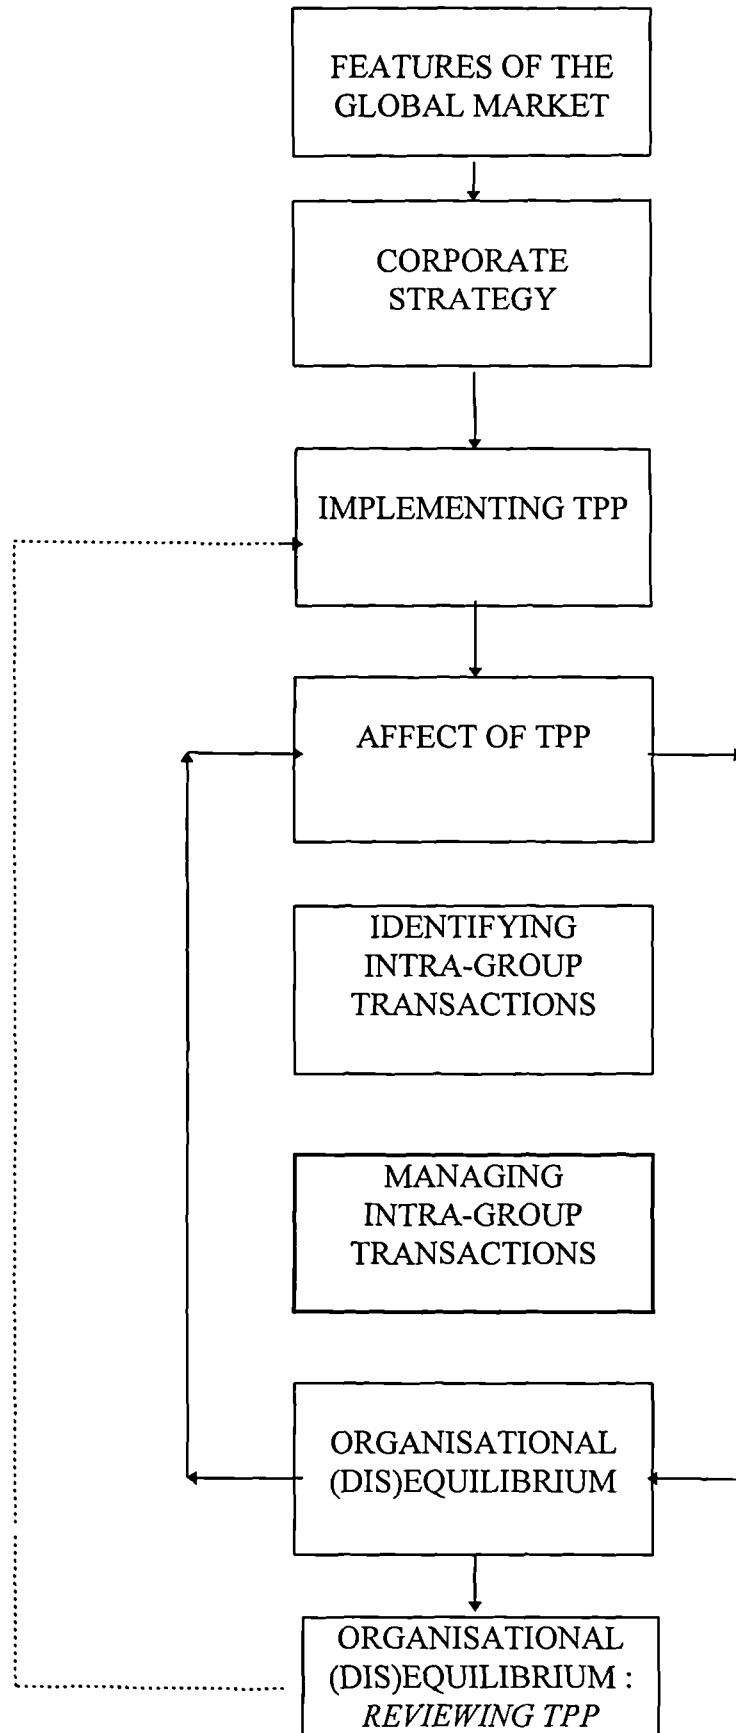 FEATURES OF THE
GLOBAL MARKET
CORPORATE
STRATEGY
IMPLEMENTING TPP
AFFECT OF TPP
IDENTIFYING
INTRA-GROUP
TRANSACTIONS
MANAGING
INTRA-GROUP
TRANSACTIONS
ORGANISATIONAL
(DIS)EQUILIBRIUM
ORGANISATIONAL
(DIS)EQUILIBRIUM :
REVIEWING TPP